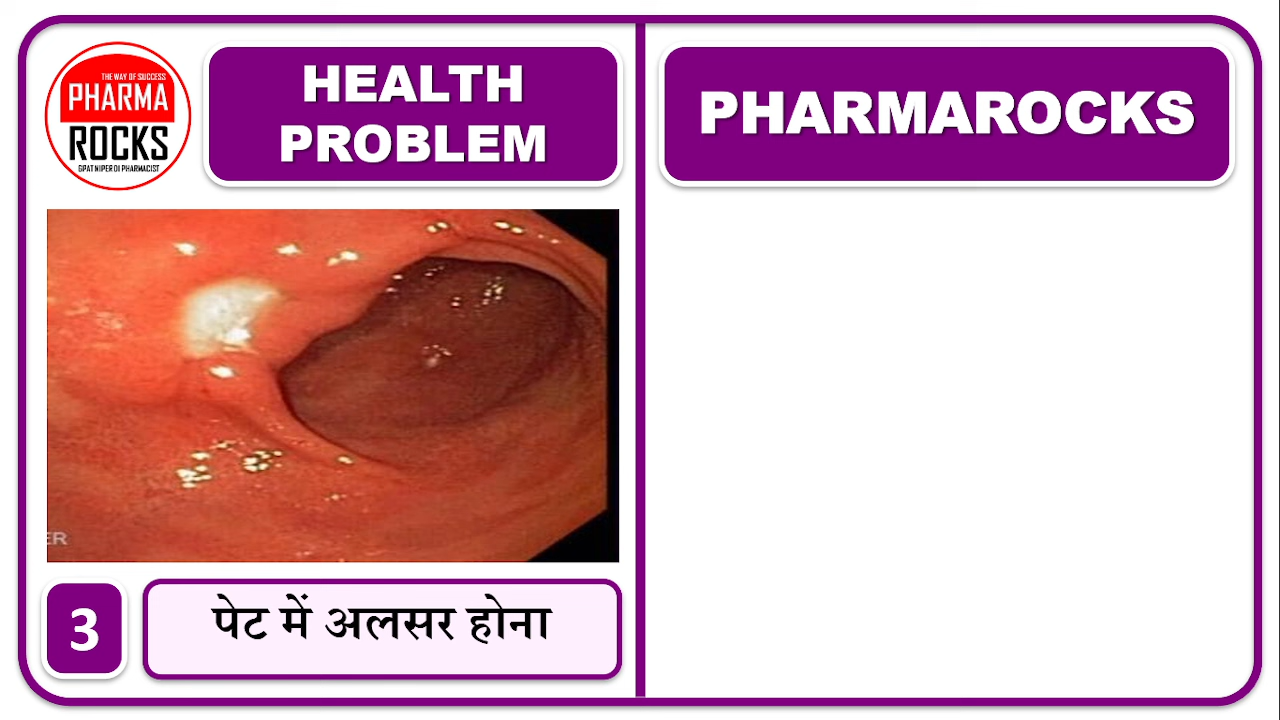 THE WAY OF SUCCESS
PHARMA
ROCKS
GPAT NIPER DI PHARMACIST
HEALTH
PROBLEM
PHARMAROCKS
ER
3
पेट में अलसर होना